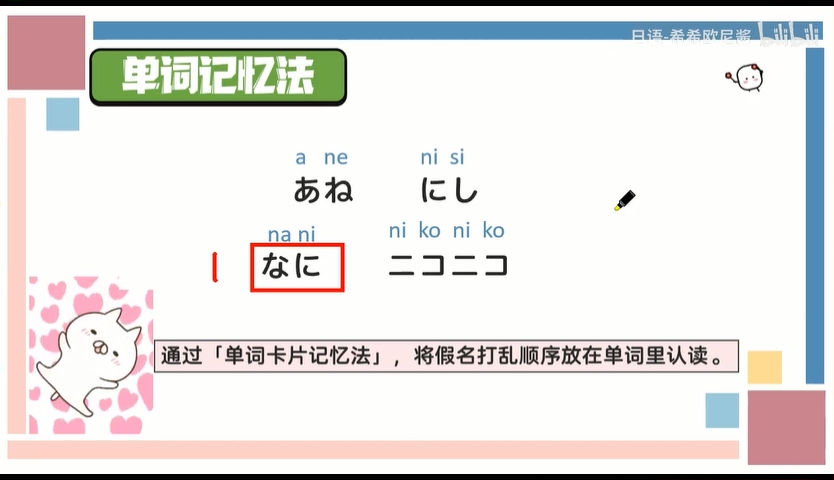 日语-希希欧尼酱 bilibili
单词记忆法
a ne ni si
あね にし
na ni ni ko ni ko
なに ニコニコ
通过「单词卡片记忆法」，将假名打乱顺序放在单词里认读。